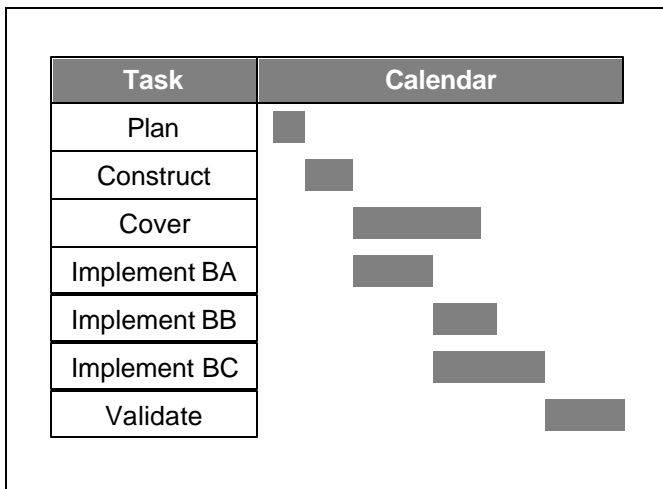 Task Calendar
Plan
Construct
Cover
Implement BA
Implement BB
Implement BC
Validate